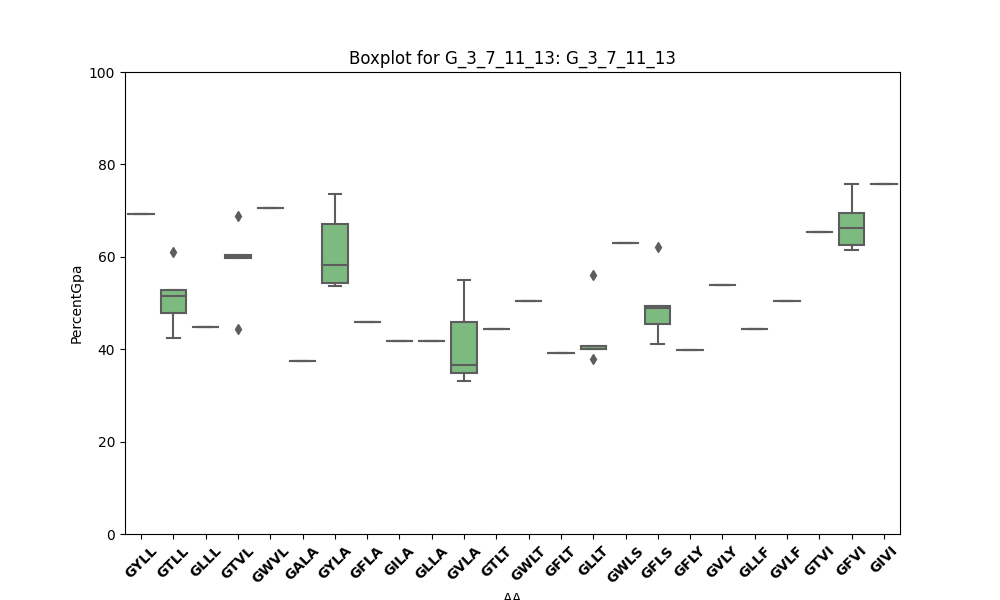 Boxplot for G_3_7_11_13: G_3_7_11_13
PercentGpa
100
80
60
40
20
0
GYLL GTLL GLLL GTVL GWVL GALA GYLA GFLA GILA GLLA GVLA GTLT GWLT GFLT GLLT GWLS GFLS GFLY GVLY GLLF GVLF GTVI GFVI GIVI
AA